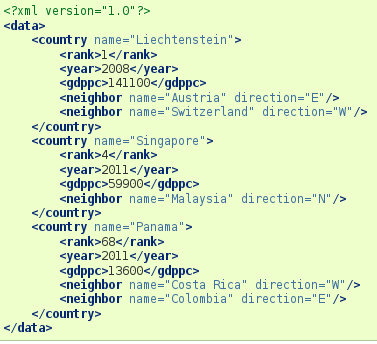 <?xml version="1.0"?>
<data>
    <country name="Liechtenstein">
        <rank>1</rank>
        <year>2008</year>
        <gdppc>141100</gdppc>
        <neighbor name="Austria" direction="E"/>
        <neighbor name="Switzerland" direction="W"/>
    </country>
    <country name="Singapore">
        <rank>4</rank>
        <year>2011</year>
        <gdppc>59900</gdppc>
        <neighbor name="Malaysia" direction="N"/>
    </country>
    <country name="Panama">
        <rank>68</rank>
        <year>2011</year>
        <gdppc>13600</gdppc>
        <neighbor name="Costa Rica" direction="W"/>
        <neighbor name="Colombia" direction="E"/>
    </country>
</data>